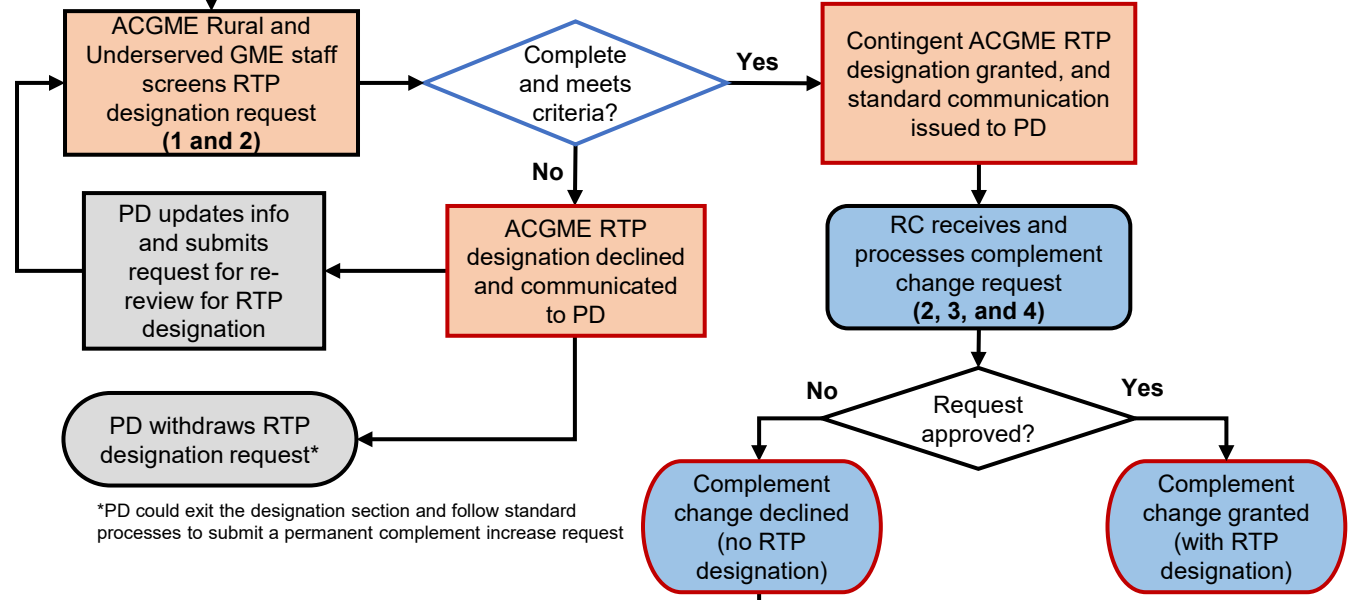 ACGME Rural and
Underserved GME staff
screens RTP
designation request
(1 and 2)
Complete
and meets
criteria?
Yes
Contingent ACGME RTP
designation granted, and
standard communication
issued to PD
No
PD updates info
and submits
request for re-
review for RTP
designation
ACGME RTP
designation declined
and communicated
to PD
RC receives and
processes complement
change request
(2, 3, and 4)
PD withdraws RTP
designation request*
No
Request
approved?
Yes
*PD could exit the designation section and follow standard
processes to submit a permanent complement increase request
Complement
change declined
(no RTP
designation)
Complement
change granted
(with RTP
designation)